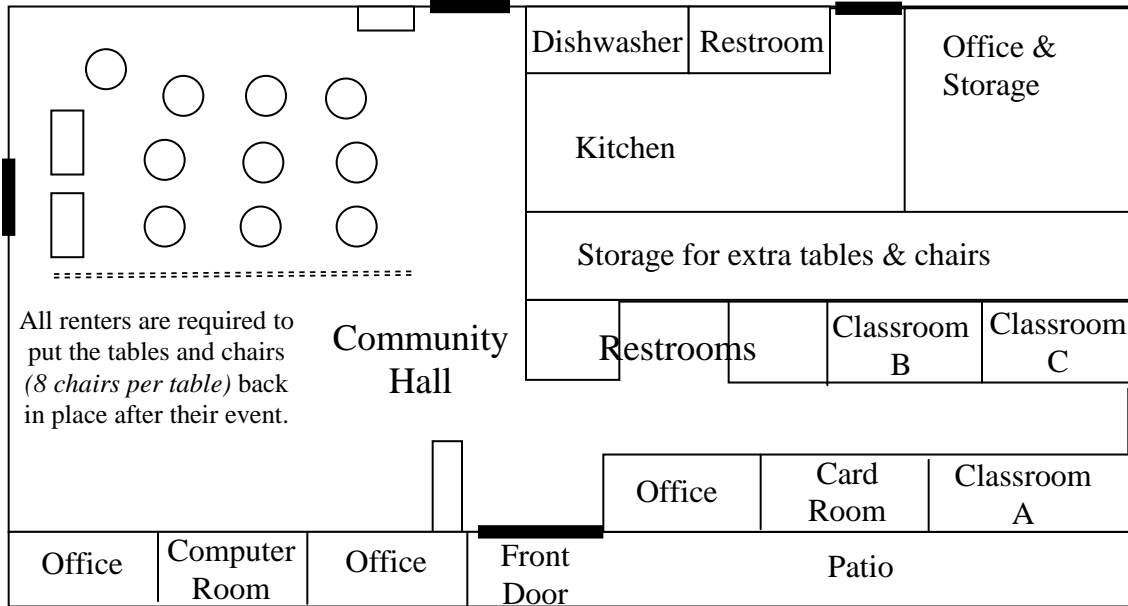 Dishwasher
Restroom
Office &
Storage
Kitchen
Storage for extra tables & chairs
All renters are required to
put the tables and chairs
(8 chairs per table) back
in place after their event.
Community
Hall
Restrooms
Classroom
B
Classroom
C
Office
Card
Room
Classroom
A
Office
Computer
Room
Office
Front
Door
Patio